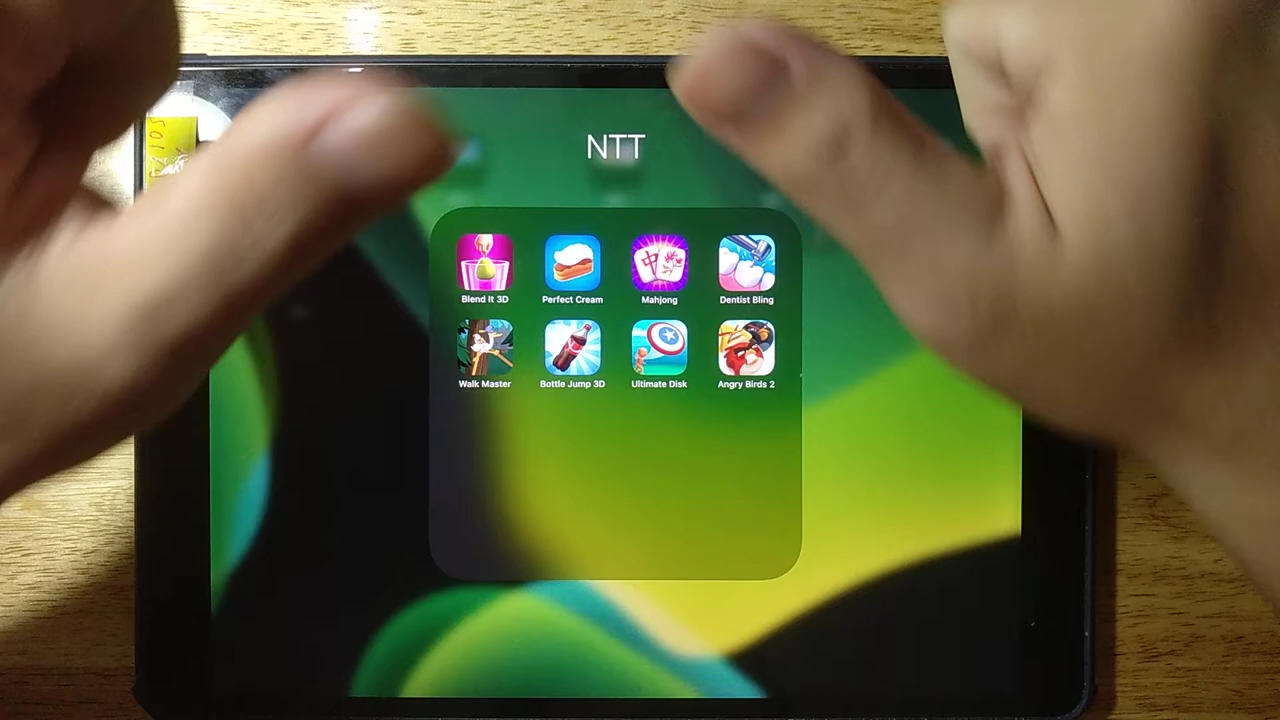 NTT
Blend It 3D
Perfect Cream
Mahjong
Dentist Bling
中
Walk Master
Bottle Jump 3D
Ultimate Disk
Angry Birds 2